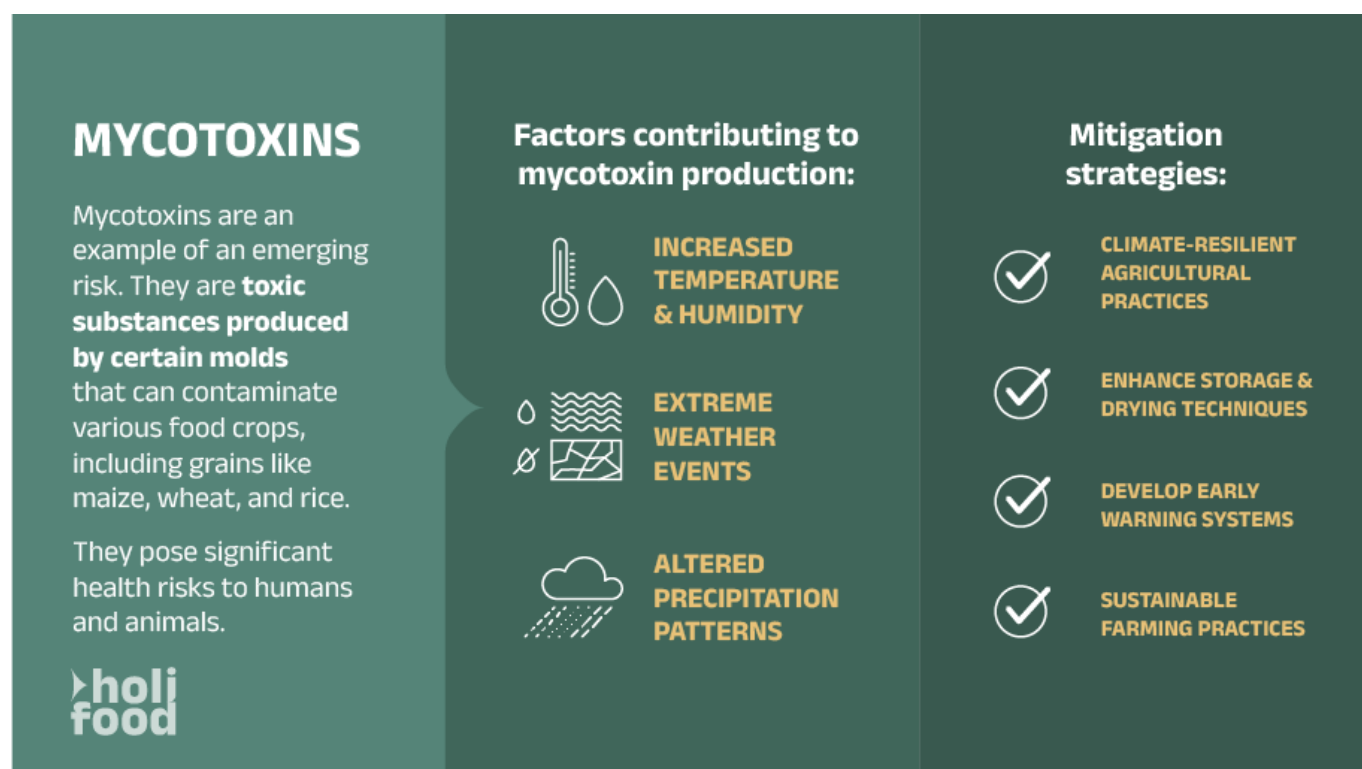 MYCOTOXINS
Mycotoxins are an
example of an emerging
risk. They are toxic
substances produced
by certain molds
that can contaminate
various food crops,
including grains like
maize, wheat, and rice.
They pose significant
health risks to humans
and animals.
holi
food
Factors contributing to
mycotoxin production:
INCREASED
TEMPERATURE
& HUMIDITY
EXTREME
WEATHER
EVENTS
ALTERED
PRECIPITATION
PATTERNS
Mitigation
strategies:
CLIMATE-RESILIENT
AGRICULTURAL
PRACTICES
ENHANCE STORAGE &
DRYING TECHNIQUES
DEVELOP EARLY
WARNING SYSTEMS
SUSTAINABLE
FARMING PRACTICES